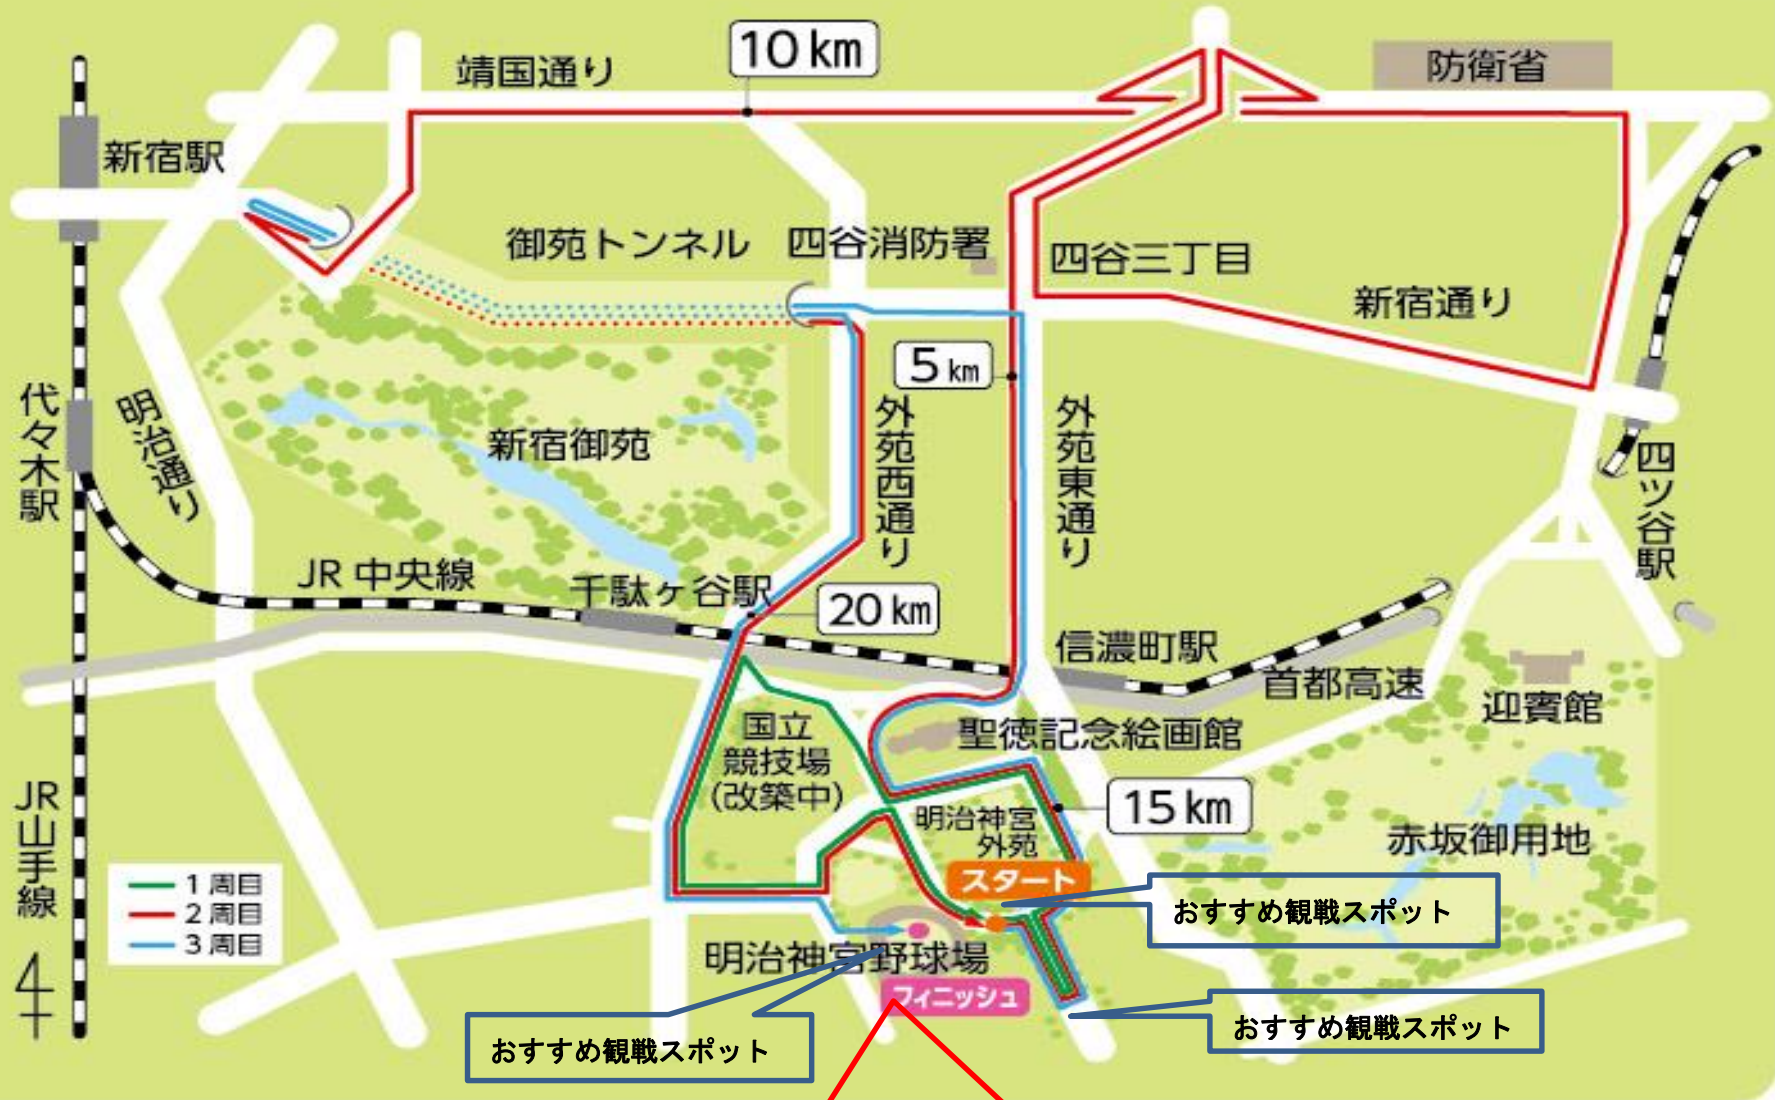 10 km
靖国通り
防衛省
新宿駅
御苑トンネル
四谷消防署
四谷三丁目
新宿通り
5 km
代々木駅
明治通り
新宿御苑
外苑西通り
外苑東通り
四ツ谷駅
JR 中央線
千駄ヶ谷駅
20 km
信濃町駅
首都高速
迎賓館
国立
競技場
(改築中)
聖徳記念絵画館
15 km
明治神宮
外苑
赤坂御用地
JR山手線
スタート
1 周目
2 周目
3 周目
おすすめ観戦スポット
明治神宮野球場
フィニッシュ
おすすめ観戦スポット
おすすめ観戦スポット